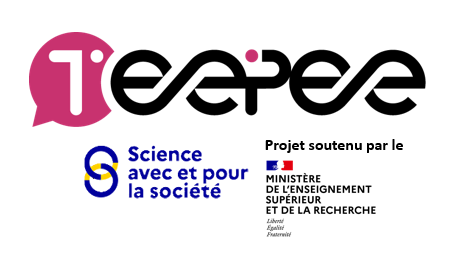 TESIPEE
Science
avec et pour
la société
Projet soutenu par le
MINISTÈRE
DE L'ENSEIGNEMENT
SUPÉRIEUR
ET DE LA RECHERCHE
Liberté
Égalité
Fraternité